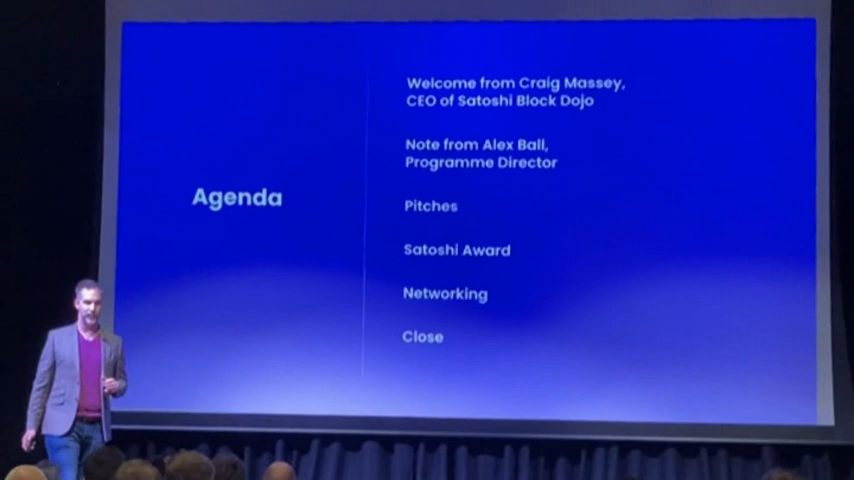 Agenda
Welcome from Craig Massey,
CEO of Satoshi Block Dojo
Note from Alex Ball,
Programme Director
Pitches
Satoshi Award
Networking
Close